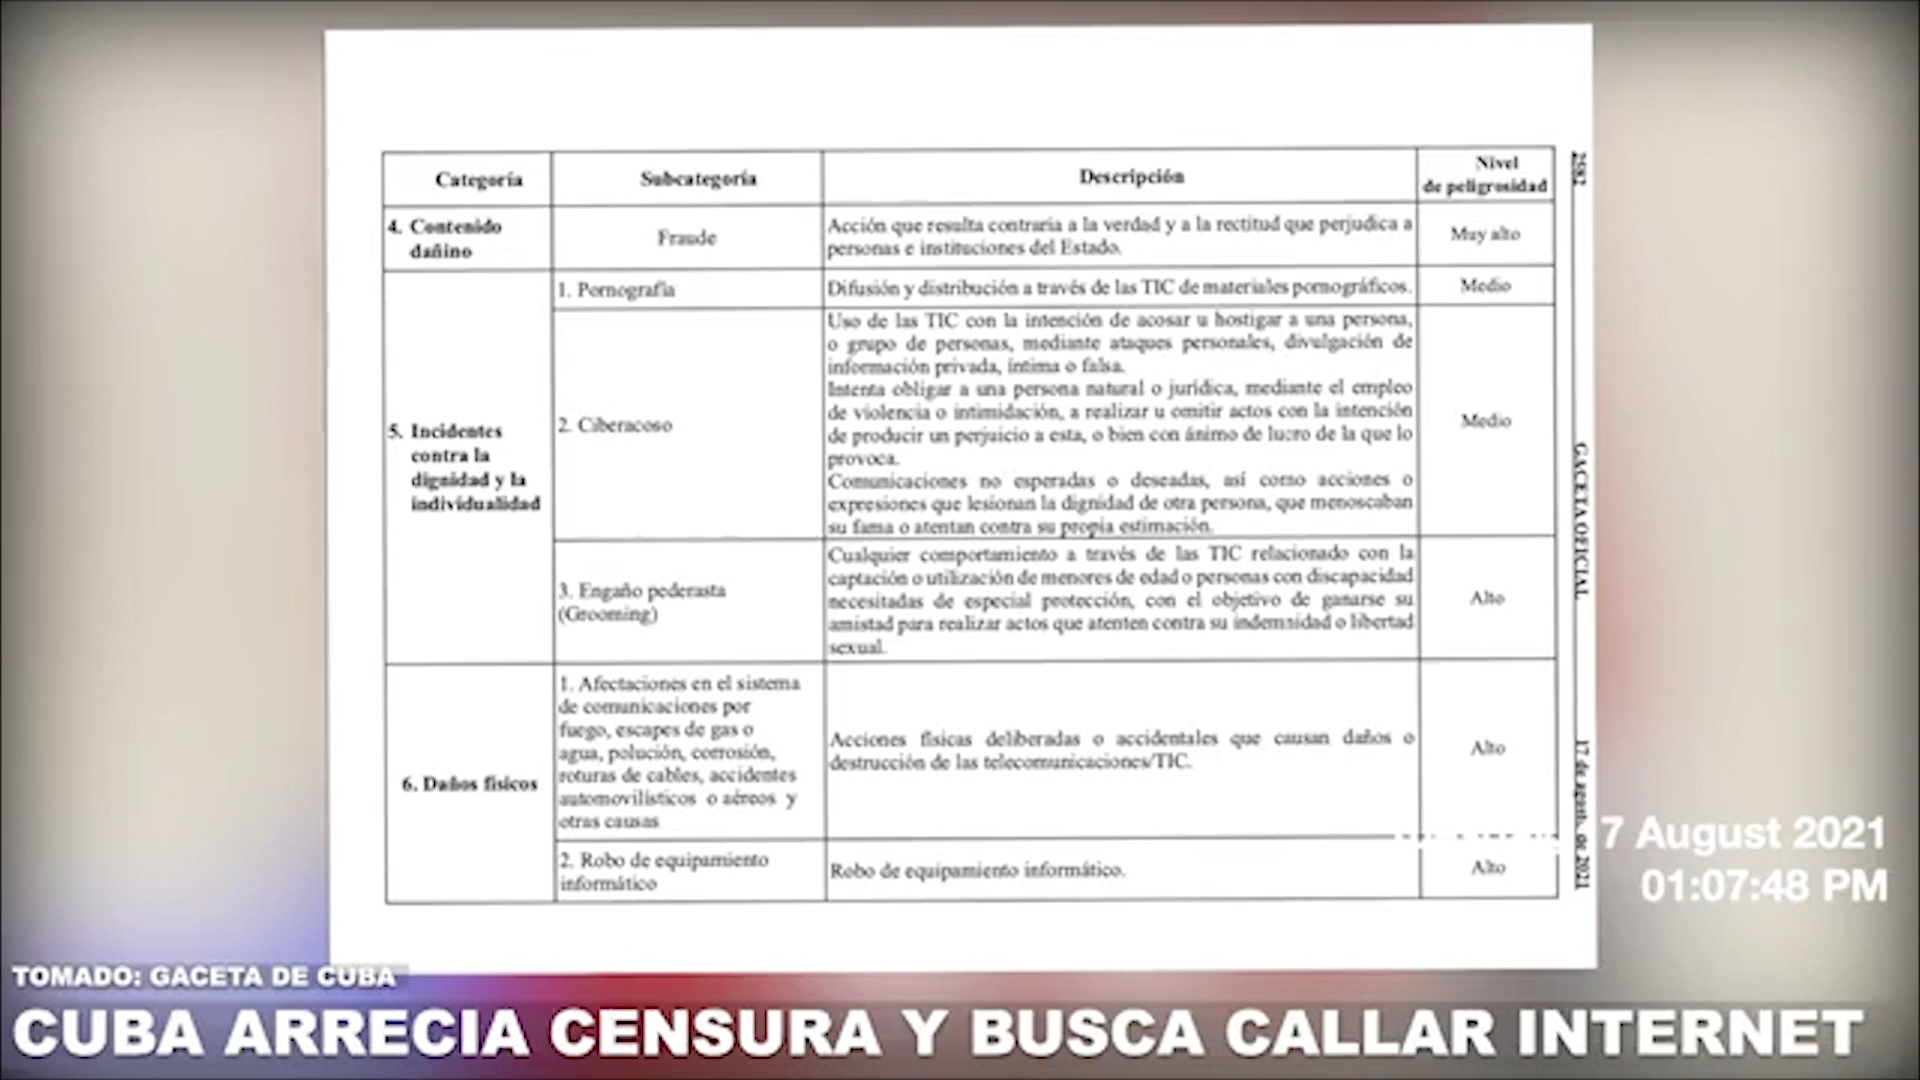 Categoría
Subcategoría
Descripción
Nivel
de peligrosidad
4. Contenido
dañino
Fraude
Acción que resulta contraria a la verdad y a la rectitud que perjudica a
personas e instituciones del Estado.
Muy alto
5. Incidentes
contra la
dignidad y la
individualidad
1. Pornografía
Difusión y distribución a través de las TIC de materiales pornográficos.
Medio
2. Ciberacoso
Uso de las TIC con la intención de acosar u hostigar a una persona,
o grupo de personas, mediante ataques personales, divulgación de
información privada, íntima o falsa.
Intenta obligar a una persona natural o jurídica, mediante el empleo
de violencia o intimidación, a realizar u omitir actos con la intención
de producir un perjuicio a esta, o bien con ánimo de lucro de la que lo
provoca.
Comunicaciones no esperadas o deseadas, así como acciones o
expresiones que lesionan la dignidad de otra persona, que menoscaban
su fama o atentan contra su propia estimación.
Medio
3. Engaño pederasta
(Grooming)
Cualquier comportamiento a través de las TIC relacionado con la
captación o utilización de menores de edad o personas con discapacidad
necesitadas de especial protección, con el objetivo de ganarse su
amistad para realizar actos que atenten contra su indemnidad o libertad
sexual.
Alto
6. Daños físicos
1. Afectaciones en el sistema
de comunicaciones por
fuego, escapes de gas o
agua, polución, corrosión,
roturas de cables, accidentes
automovilísticos o aéreos y
otras causas
Acciones físicas deliberadas o accidentales que causan daños o
destrucción de las telecomunicaciones/TIC.
Alto
2. Robo de equipamiento
informático
Robo de equipamiento informático.
Alto
2582
GACETA OFICIAL
17 de agosto de 2021
7 August 2021
01:07:48 PM
TOMADO: GACETA DE CUBA
CUBA ARRECIA CENSURA Y BUSCA CALLAR INTERNET